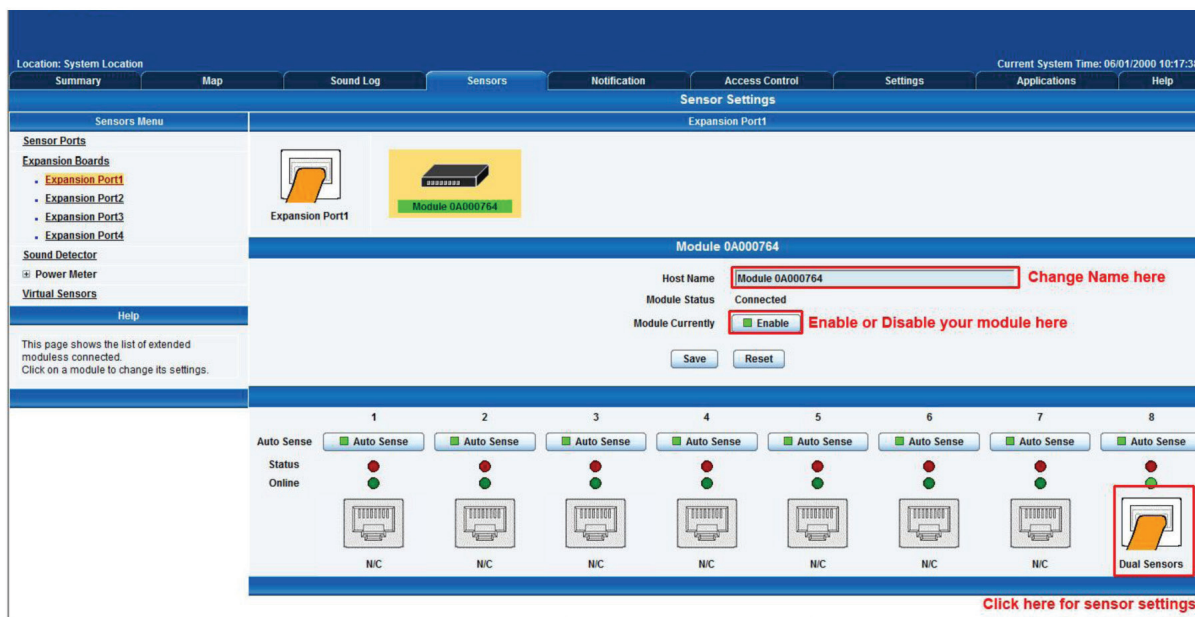 Location: System Location
Current System Time: 06/01/2000 10:17:38
Summary Map Sound Log Sensors Notification Access Control Settings Applications Help
Sensor Settings
Sensors Menu
Expansion Port1
Sensor Ports
Expansion Boards
Expansion Port1
Expansion Port2
Expansion Port3
Expansion Port4
Sound Detector
Power Meter
Virtual Sensors
Help
This page shows the list of extended
moduless connected.
Click on a module to change its settings.
Expansion Port1
Module 0A000764
Module 0A000764
Host Name Module 0A000764 Change Name here
Module Status Connected
Module Currently Enable Enable or Disable your module here
Save Reset
1 2 3 4 5 6 7 8
Auto Sense Auto Sense Auto Sense Auto Sense Auto Sense Auto Sense Auto Sense Auto Sense Auto Sense
Status
Online
N/C N/C N/C N/C N/C N/C N/C Dual Sensors
Click here for sensor settings